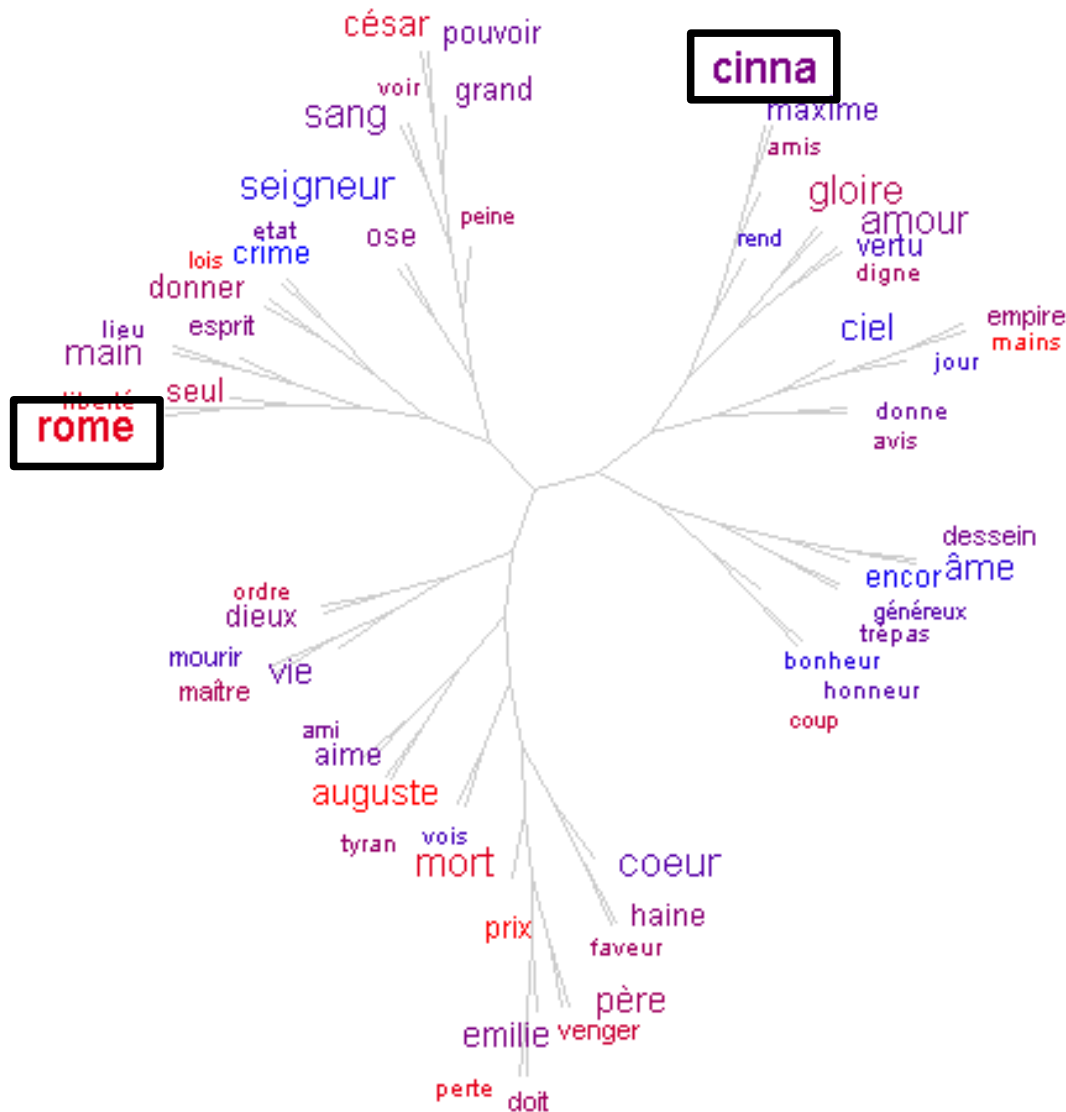 césar
pouvoir
cinna
voir
grand
sang
maxime
amis
seigneur
gloire
peine
amour
etat
ose
rend
vertu
crime
lois
digne
donner
lieu
esprit
ciel
empire
mains
main
jour
liberté
seul
donne
rome
avis
dessein
encor
âme
ordre
généreux
dieux
trépas
mourir
vie
bonheur
maître
honneur
coup
ami
aime
auguste
tyran
vois
mort
coeur
prix
haine
faveur
père
emilie
venger
perte
doit